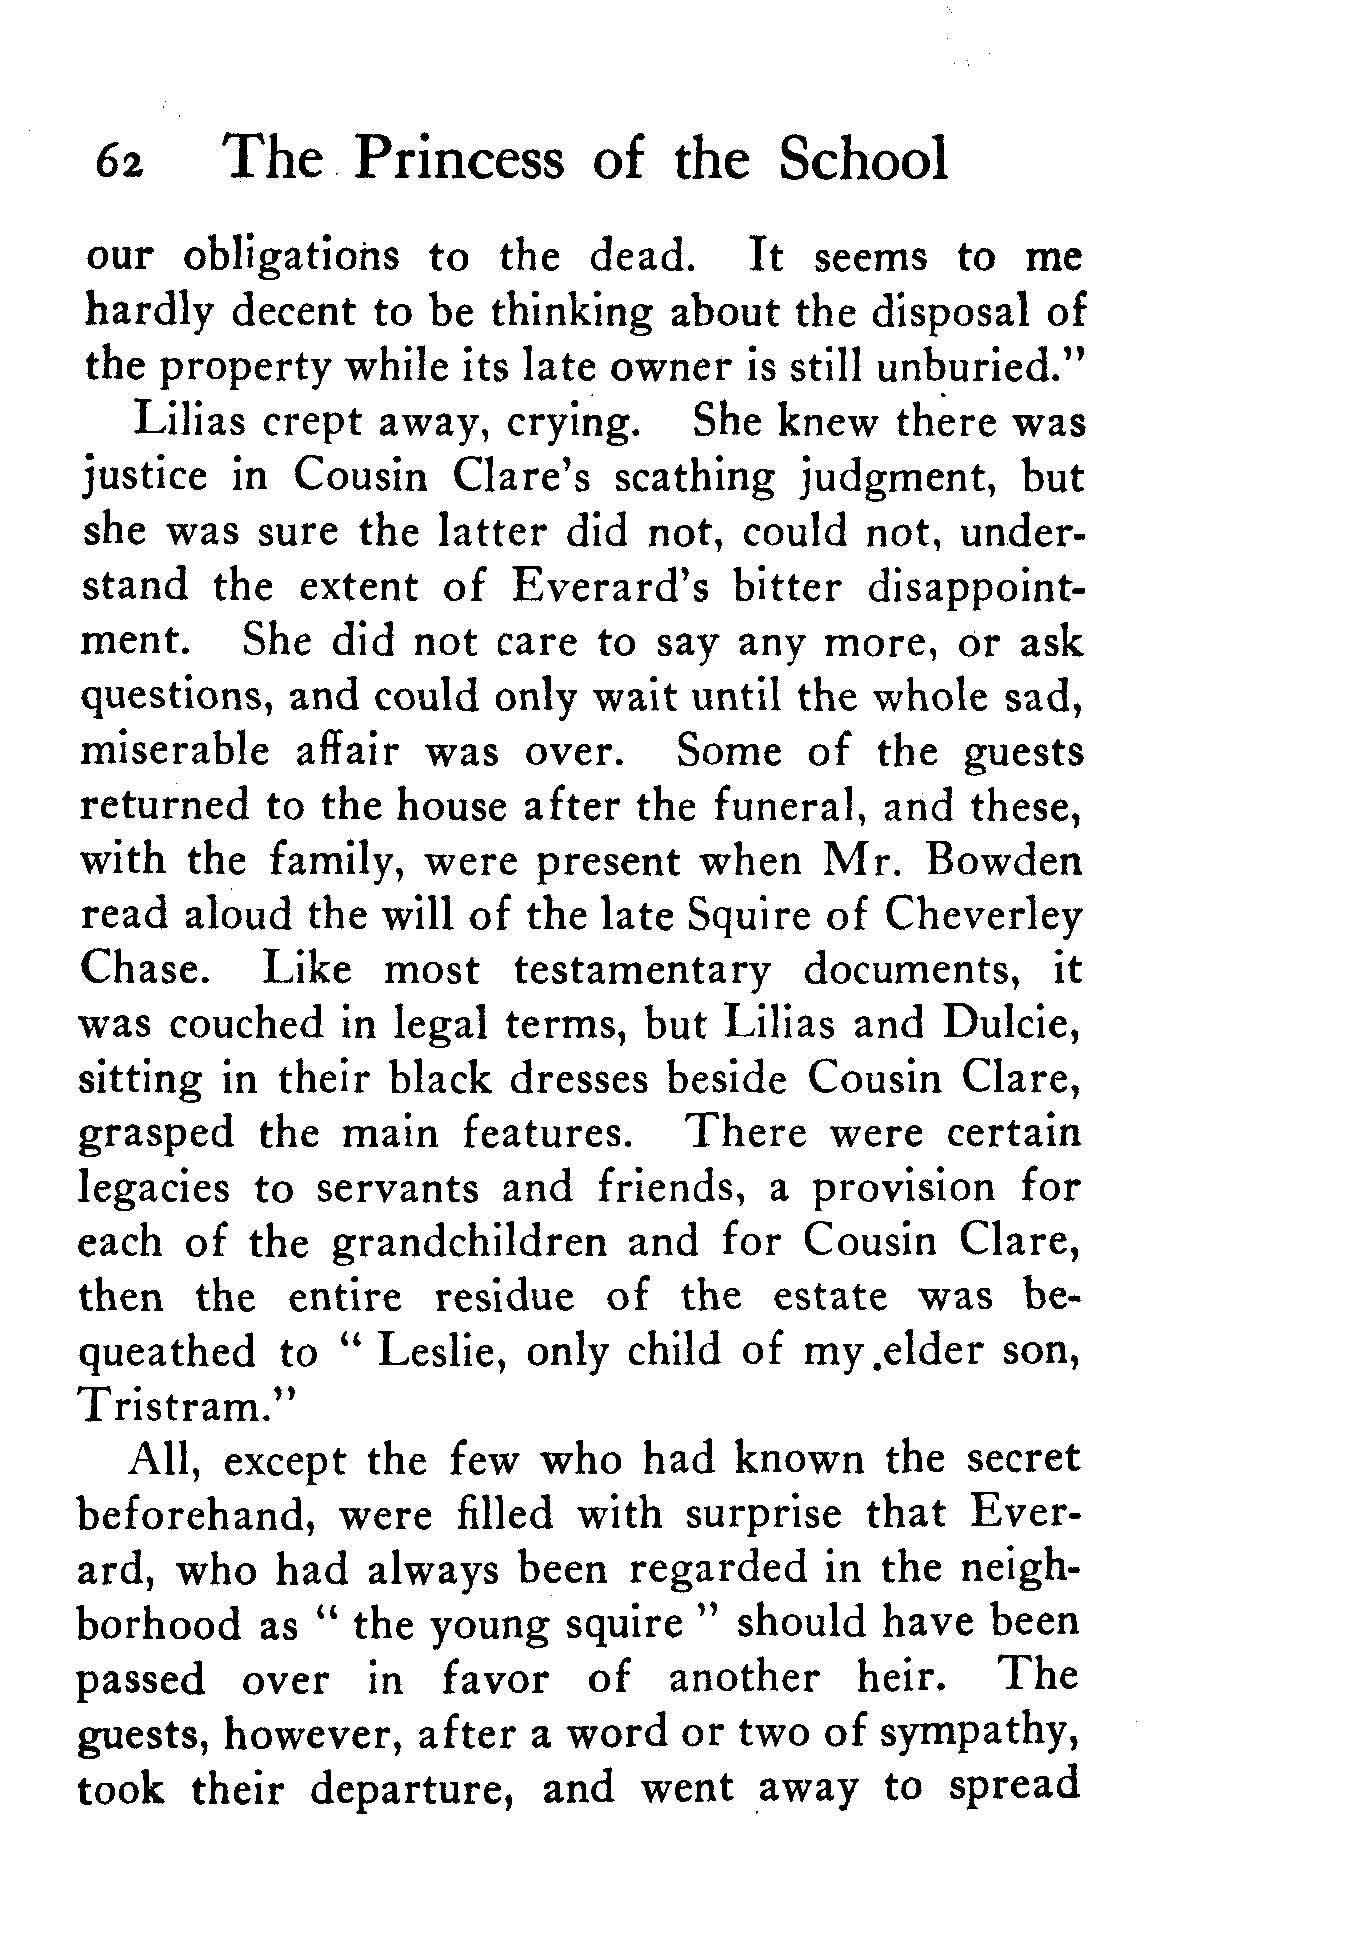 62 The Princess of the School
our obligations to the dead. It seems to me
hardly decent to be thinking about the disposal of
the property while its late owner is still unburied."
Lilias crept away, crying. She knew there was
justice in Cousin Clare's scathing judgment, but
she was sure the latter did not, could not, under-
stand the extent of Everard's bitter disappoint-
ment. She did not care to say any more, or ask
questions, and could only wait until the whole sad,
miserable affair was over. Some of the guests
returned to the house after the funeral, and these,
with the family, were present when Mr. Bowden
read aloud the will of the late Squire of Cheverley
Chase. Like most testamentary documents, it
was couched in legal terms, but Lilias and Dulcie,
sitting in their black dresses beside Cousin Clare,
grasped the main features. There were certain
legacies to servants and friends, a provision for
each of the grandchildren and for Cousin Clare,
then the entire residue of the estate was be-
queathed to " Leslie, only child of my elder son,
Tristram."
All, except the few who had known the secret
beforehand, were filled with surprise that Ever-
ard, who had always been regarded in the neigh-
borhood as " the young squire " should have been
passed over in favor of another heir. The
guests, however, after a word or two of sympathy,
took their departure, and went away to spread